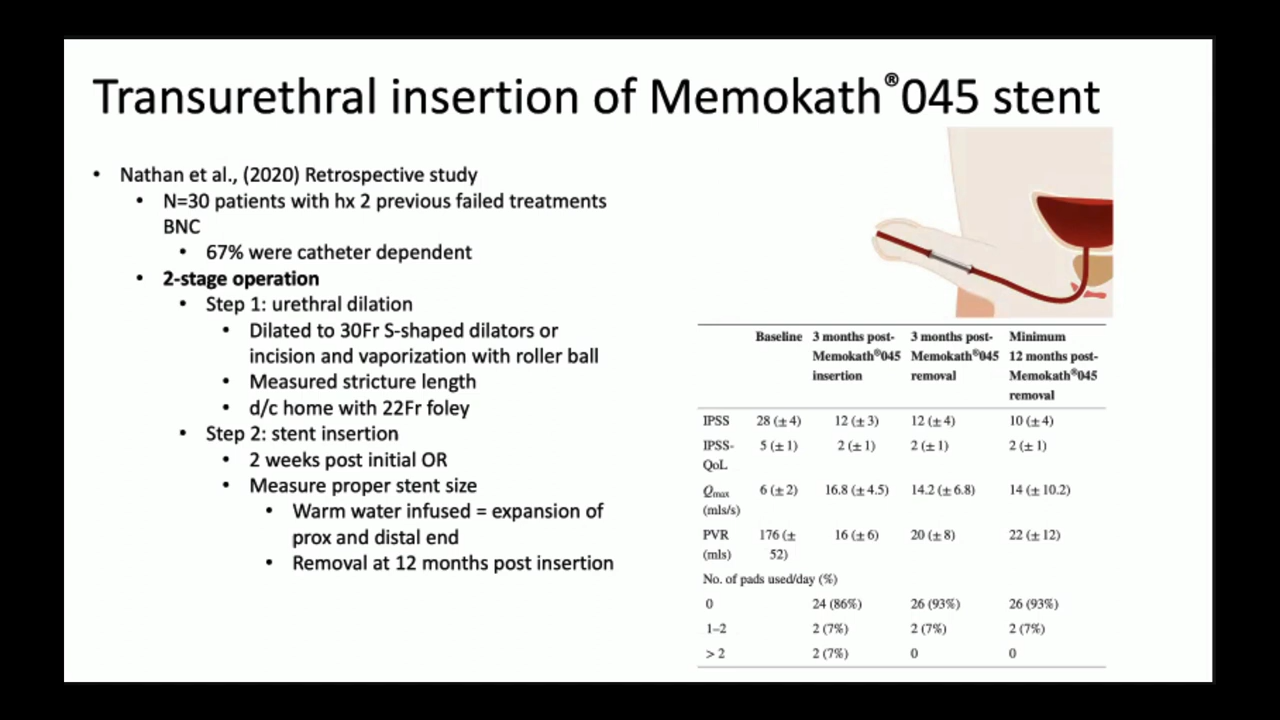 Transurethral insertion of Memokath®045 stent
• Nathan et al., (2020) Retrospective study
• N=30 patients with hx 2 previous failed treatments
BNC
• 67% were catheter dependent
• 2-stage operation
• Step 1: urethral dilation
• Dilated to 30Fr S-shaped dilators or
incision and vaporization with roller ball
• Measured stricture length
• d/c home with 22Fr foley
• Step 2: stent insertion
• 2 weeks post initial OR
• Measure proper stent size
• Warm water infused = expansion of
prox and distal end
• Removal at 12 months post insertion
Baseline 3 months post- 3 months post- Minimum
Memokath®045 Memokath®045 12 months post-
insertion removal Memokath®045
removal
IPSS 28 (± 4) 12 (± 3) 12 (± 4) 10 (± 4)
IPSS- 5 (± 1) 2 (± 1) 2 (± 1) 2 (± 1)
QoL
Qmax 6 (± 2) 16.8 (± 4.5) 14.2 (± 6.8) 14 (± 10.2)
(mls/s)
PVR 176 (± 16 (± 6) 20 (± 8) 22 (± 12)
(mls) 52)
No. of pads used/day (%)
0 24 (86%) 26 (93%) 26 (93%)
1–2 2 (7%) 2 (7%) 2 (7%)
> 2 2 (7%) 0 0